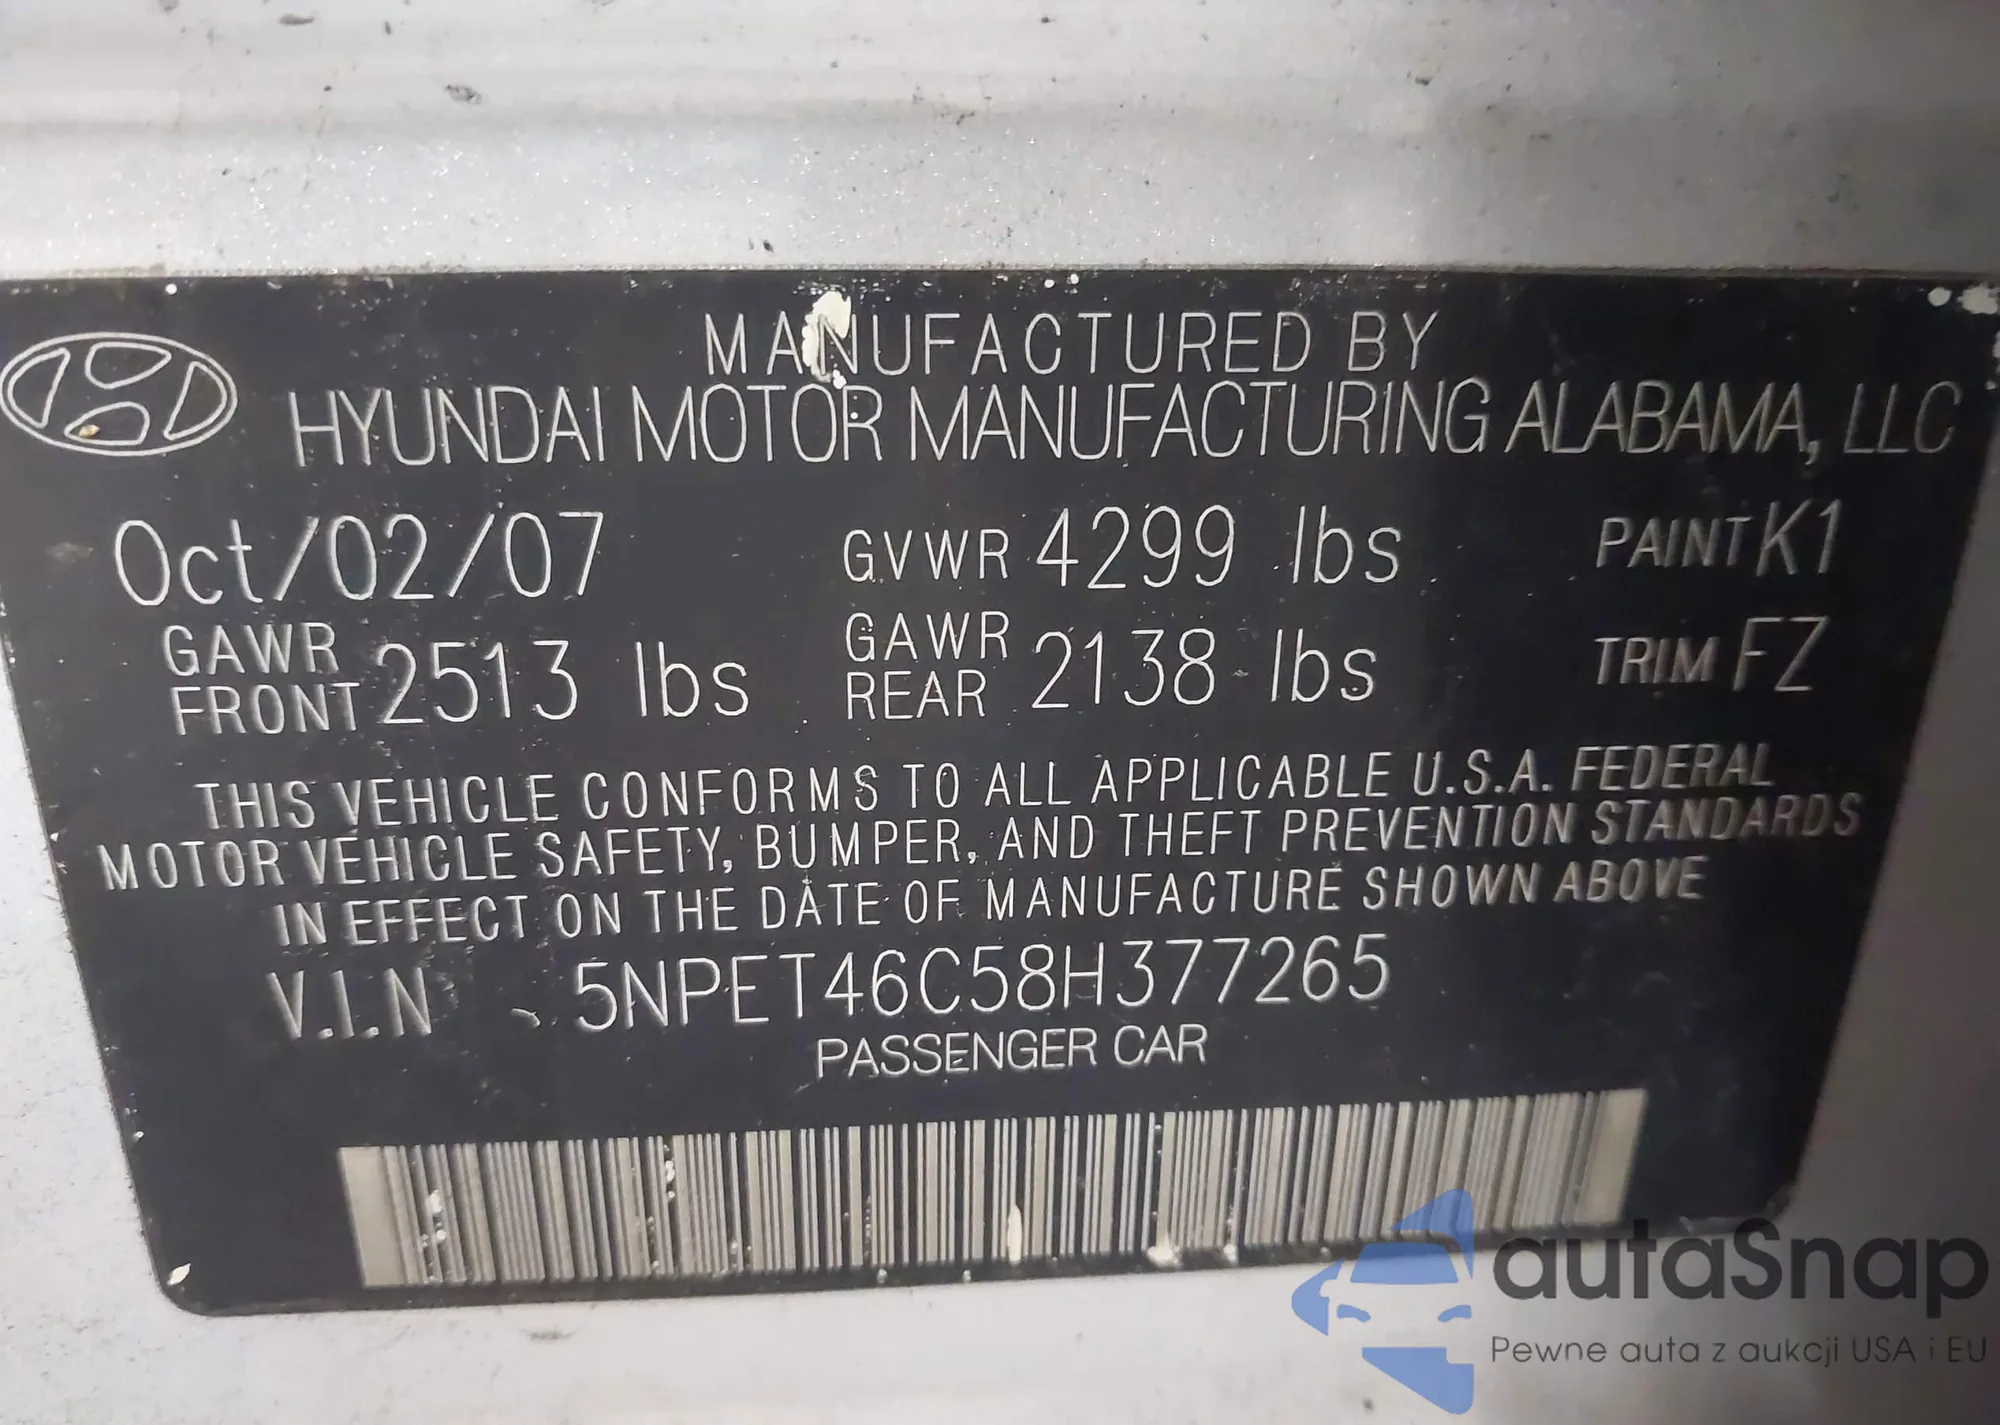 MANUFACTURED BY
HYUNDAI MOTOR MANUFACTURING ALABAMA, LLC
Oct/02/07 GVWR 4299 lbs PAINT K1
GAWR FRONT 2513 lbs GAWR REAR 2138 lbs TRIM FZ
THIS VEHICLE CONFORMS TO ALL APPLICABLE U.S.A. FEDERAL
MOTOR VEHICLE SAFETY, BUMPER, AND THEFT PREVENTION STANDARDS
IN EFFECT ON THE DATE OF MANUFACTURE SHOWN ABOVE
V.I.N 5NPET46C58H377265
PASSENGER CAR
autaSnap
Pewne auta z aukcji USA i EU